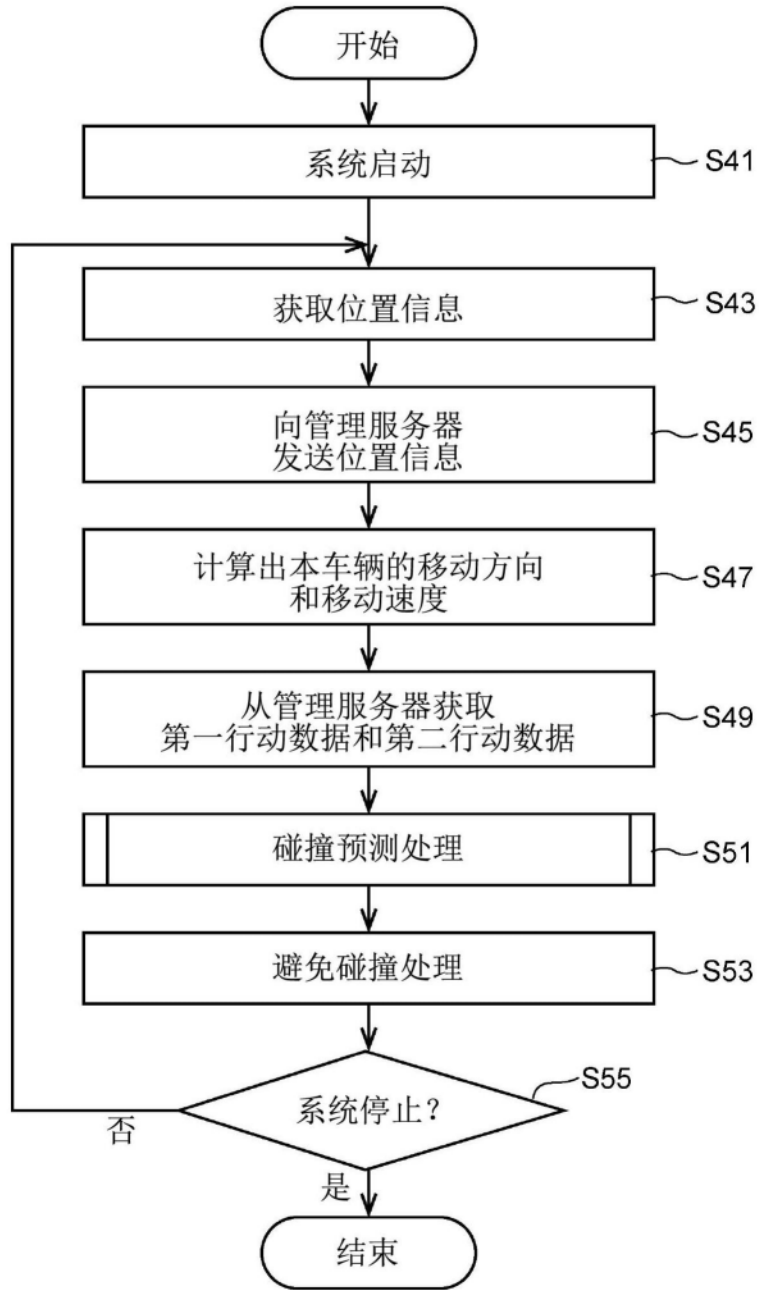 开始
系统启动
S41
获取位置信息
S43
向管理服务器
发送位置信息
S45
计算出本车辆的移动方向
和移动速度
S47
从管理服务器获取
第一行动数据和第二行动数据
S49
碰撞预测处理
S51
避免碰撞处理
S53
系统停止?
S55
否
是
结束